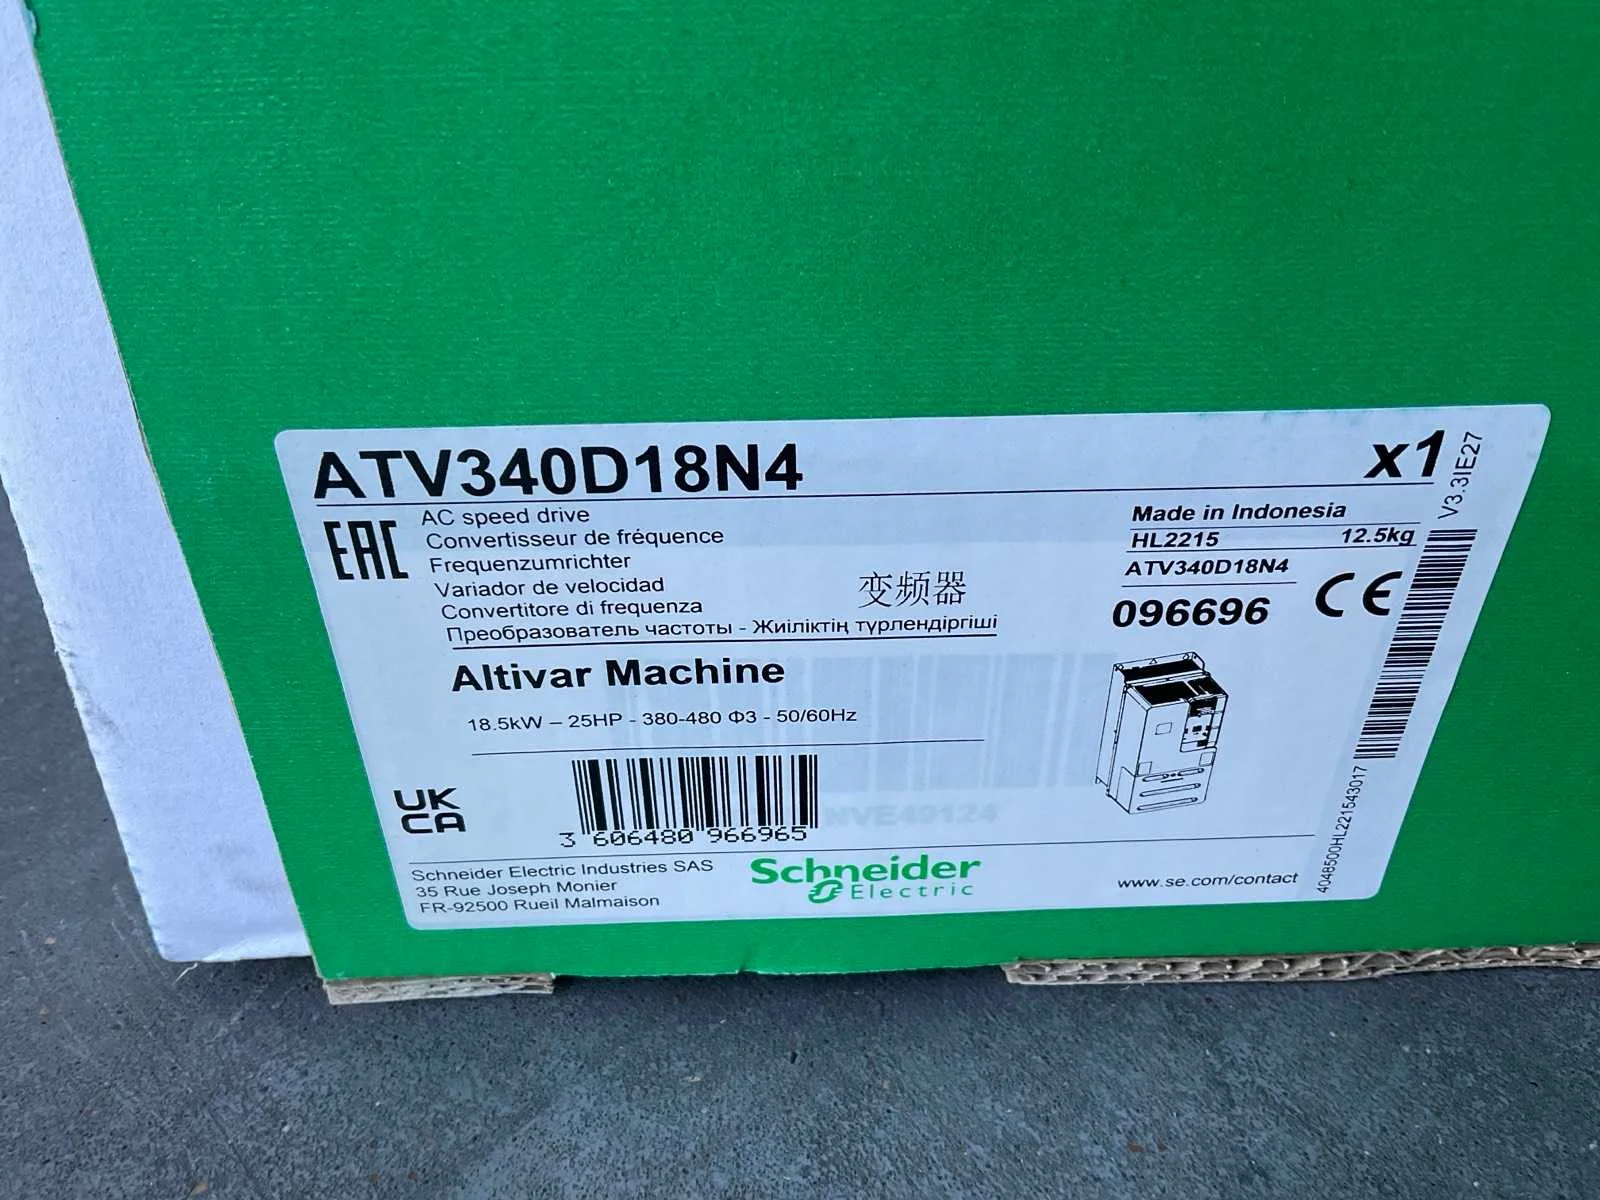 ATV340D18N4
x1
V3.3IE27
EAC
AC speed drive
Convertisseur de fréquence
Frequenzumrichter
Variador de velocidad
Convertitore di frequenza
变频器
Преобразователь частоты - Жиіліктің түрлендіргіші
Made in Indonesia
HL2215 12.5kg
ATV340D18N4
096696
CE
Altivar Machine
18.5kW – 25HP - 380-480 Φ3 - 50/60Hz
UK
CA
3 606480 966965
NVE49124
4048500HL221543017
Schneider Electric Industries SAS
35 Rue Joseph Monier
FR-92500 Rueil Malmaison
Schneider
Electric
www.se.com/contact